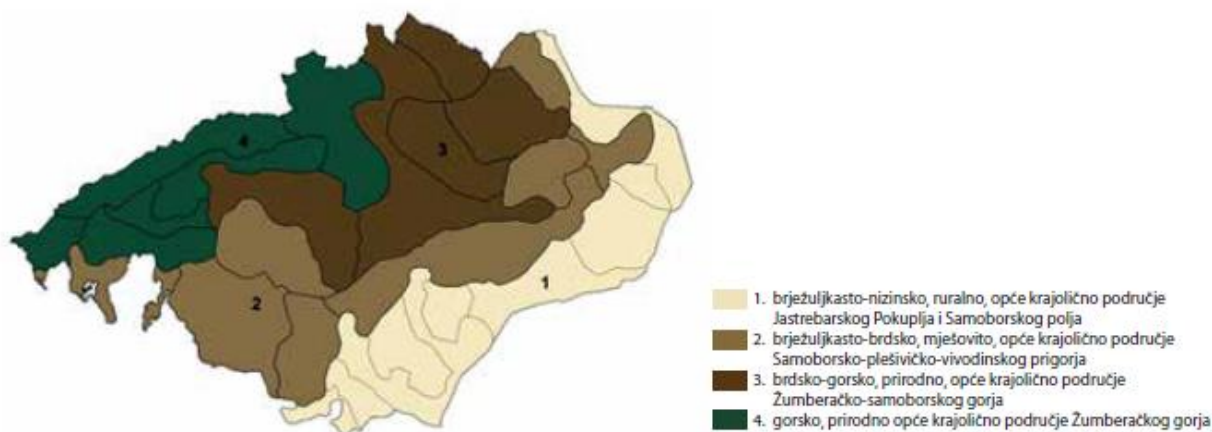 4
3
2
1
1. brježuljkasto-nizinsko, ruralno, opće krajolično područje
Jastrebarskog Pokuplja i Samoborskog polja
2. brježuljkasto-brdsko, mješovito, opće krajolično područje
Samoborsko-plešivičko-vivodinskog prigorja
3. brdsko-gorsko, prirodno, opće krajolično područje
Žumberačko-samoborskog gorja
4. gorsko, prirodno opće krajolično područje Žumberačkog gorja